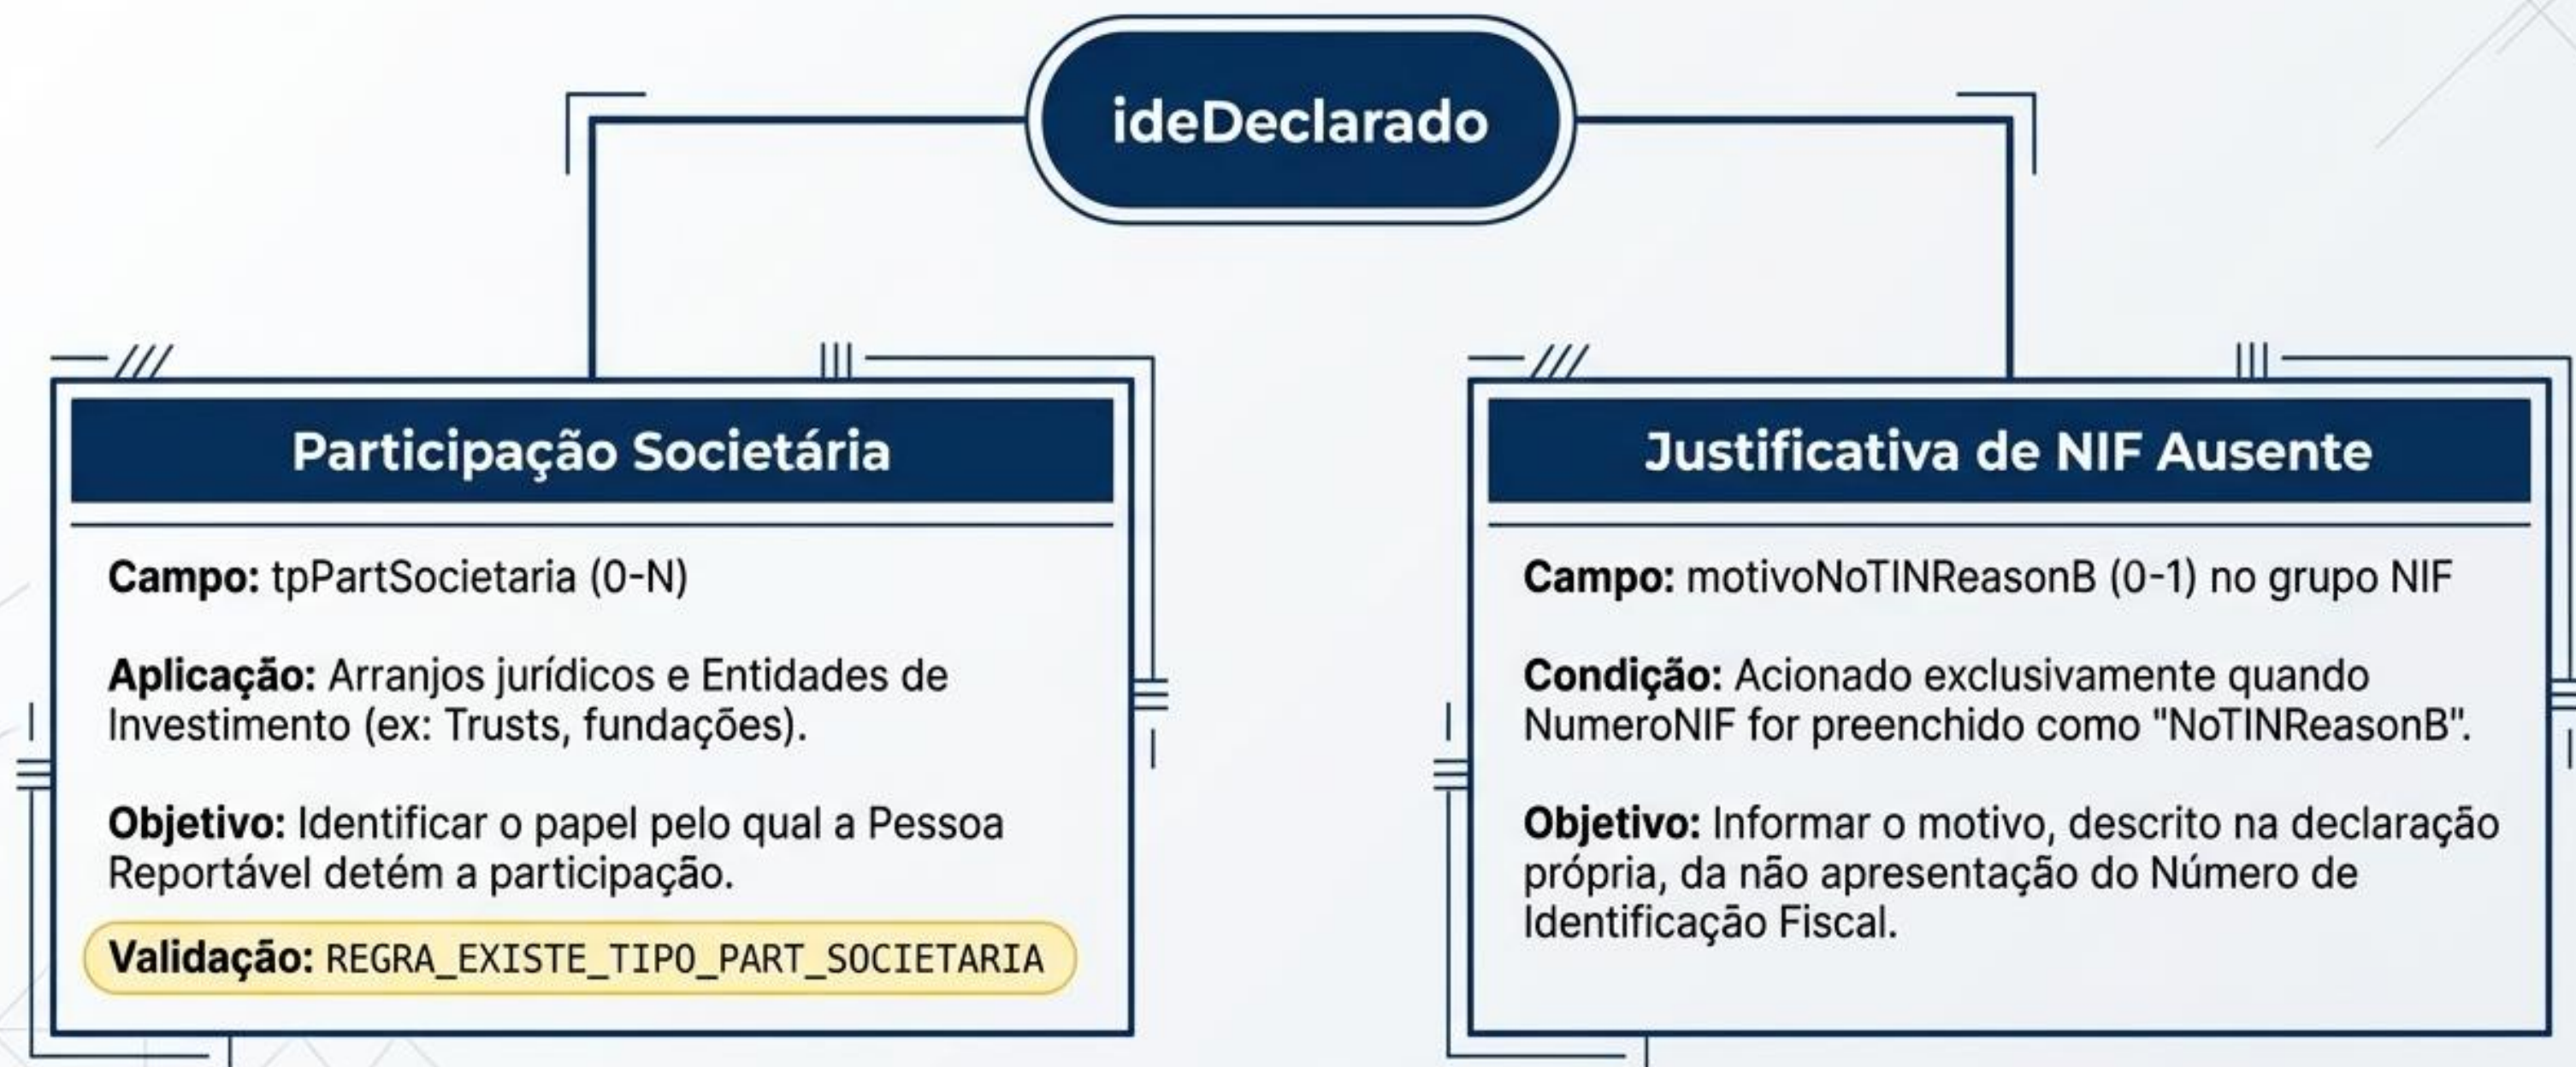 ideDeclarado
Participação Societária
Campo: tpPartSocietaria (0-N)
Aplicação: Arranjos jurídicos e Entidades de
Investimento (ex: Trusts, fundações).
Objetivo: Identificar o papel pelo qual a Pessoa
Reportável detém a participação.
Validação: REGRA_EXISTE_TIPO_PART_SOCIETARIA
Justificativa de NIF Ausente
Campo: motivoNoTINReasonB (0-1) no grupo NIF
Condição: Acionado exclusivamente quando
NumeroNIF for preenchido como "NoTINReasonB".
Objetivo: Informar o motivo, descrito na declaração
própria, da não apresentação do Número de
Identificação Fiscal.